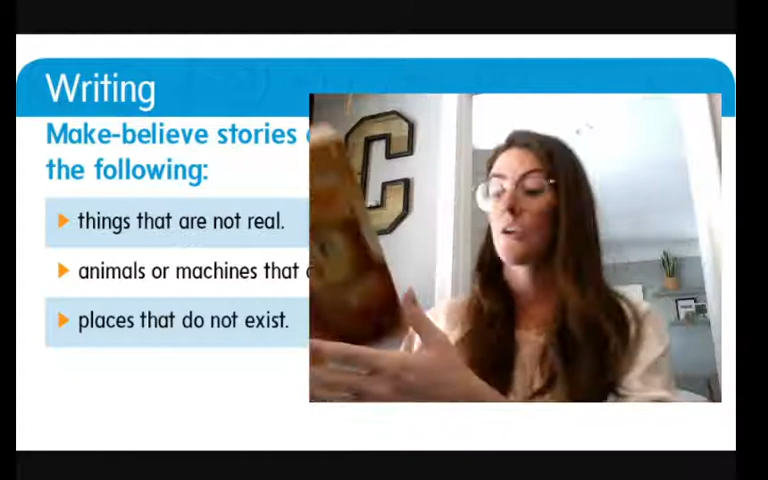 Writing
Make-believe stories
the following:
things that are not real.
animals or machines that
places that do not exist.
C